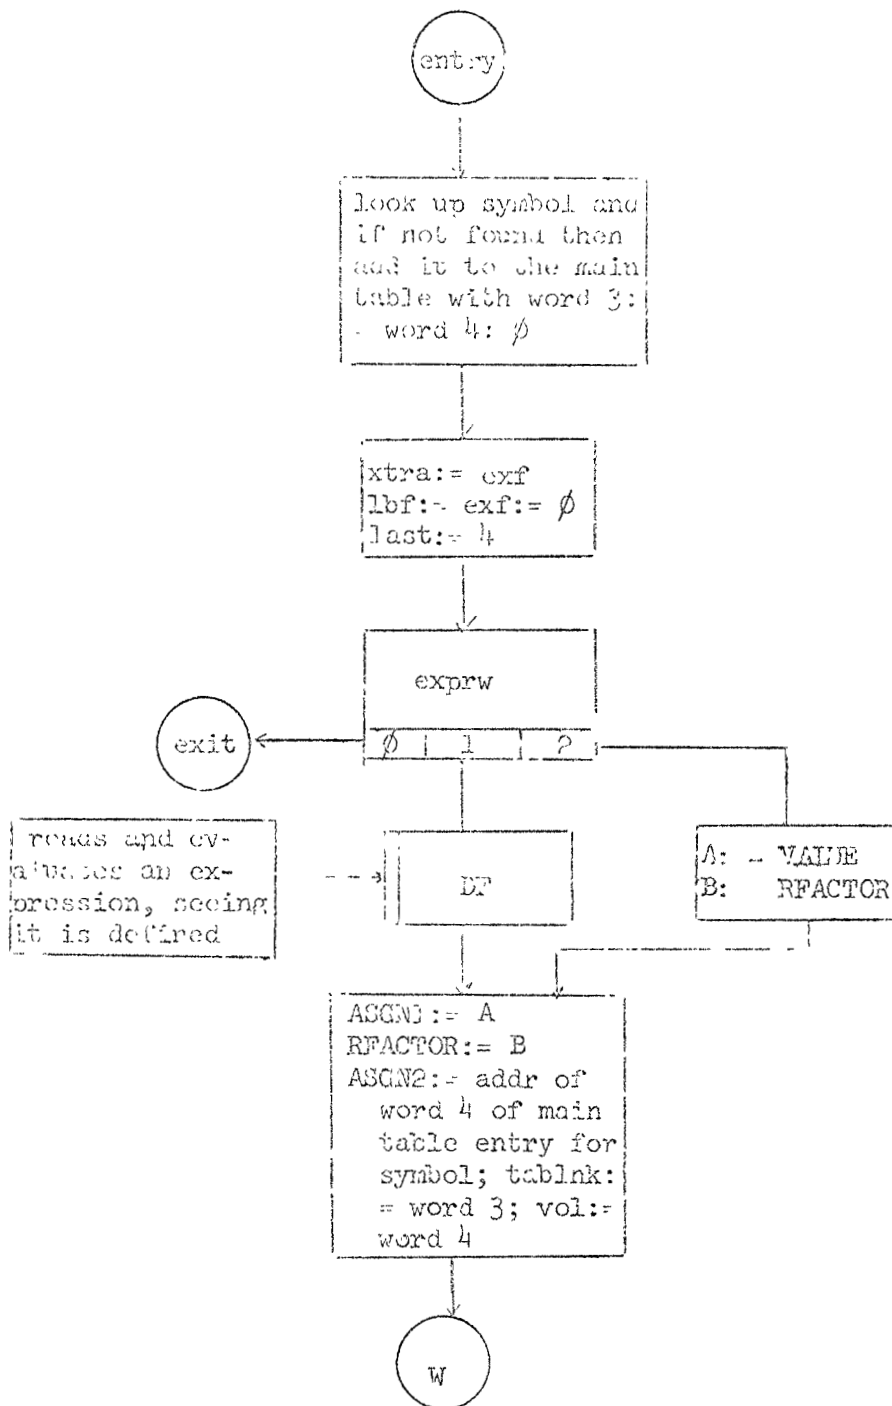 entry
look up symbol and
if not found then
add it to the main
table with word 3:
- word 4: ∅
xtra:= exf
lbf:- exf:= ∅
last:- 4
exprw
exit
∅ 1 2
reads and ev-
aluates an ex-
pression, seeing
it is defined
DF
A: - VALUE
B: RFACTOR
ASGN1:= A
RFACTOR:= B
ASGN2:- addr of
word 4 of main
table entry for
symbol; tablnk:
= word 3; vol:=
word 4
W